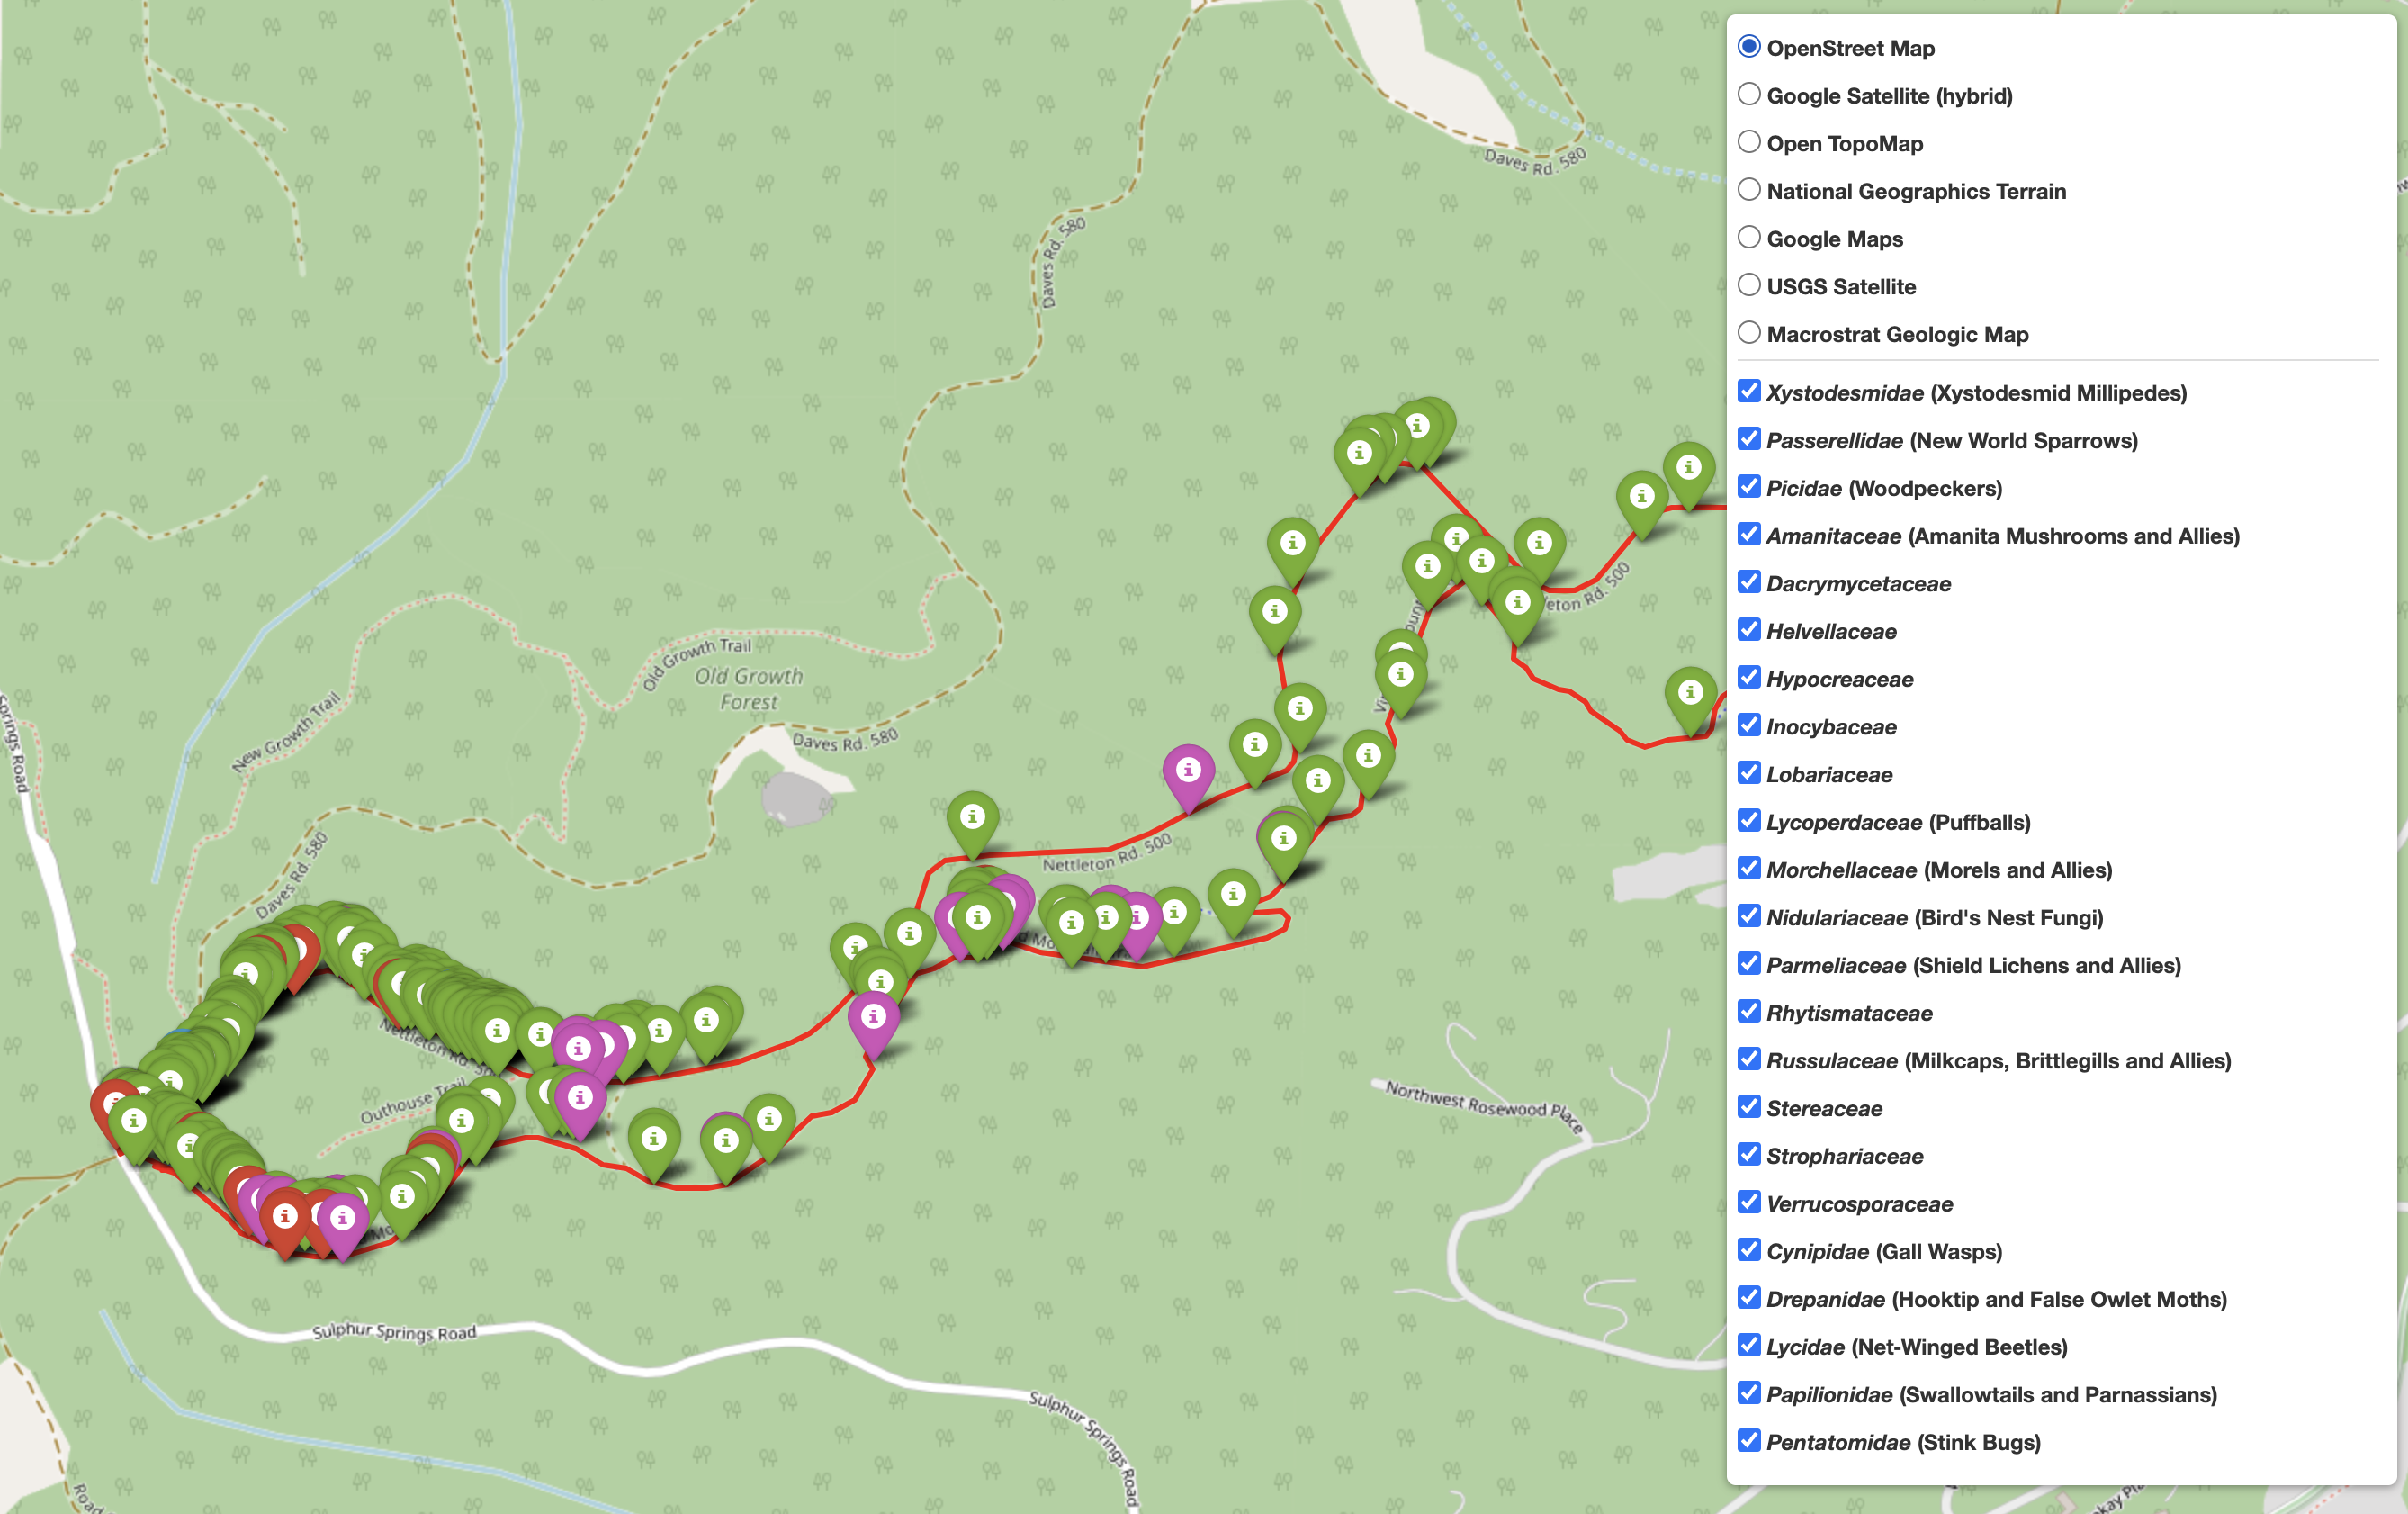 Daves Rd. 580
Daves Rd. 580
Old Growth Trail
Old Growth
Forest
New Growth Trail
Daves Rd. 580
Daves Rd. 580
Springs Road
Nettleton Rd. 500
Nettleton Rd.
Outhouse Trail
Northwest Rosewood Place
Sulphur Springs Road
Sulphur Springs Road
Road
OpenStreet Map
Google Satellite (hybrid)
Open TopoMap
National Geographics Terrain
Google Maps
USGS Satellite
Macrostrat Geologic Map
Xystodesmidae (Xystodesmid Millipedes)
Passerellidae (New World Sparrows)
Picidae (Woodpeckers)
Amanitaceae (Amanita Mushrooms and Allies)
Dacrymycetaceae
Helvellaceae
Hypocreaceae
Inocybaceae
Lobariaceae
Lycoperdaceae (Puffballs)
Morchellaceae (Morels and Allies)
Nidulariaceae (Bird's Nest Fungi)
Parmeliaceae (Shield Lichens and Allies)
Rhytismataceae
Russulaceae (Milkcaps, Brittlegills and Allies)
Stereaceae
Strophariaceae
Verrucosporaceae
Cynipidae (Gall Wasps)
Drepanidae (Hooktip and False Owlet Moths)
Lycidae (Net-Winged Beetles)
Papilionidae (Swallowtails and Parnassians)
Pentatomidae (Stink Bugs)